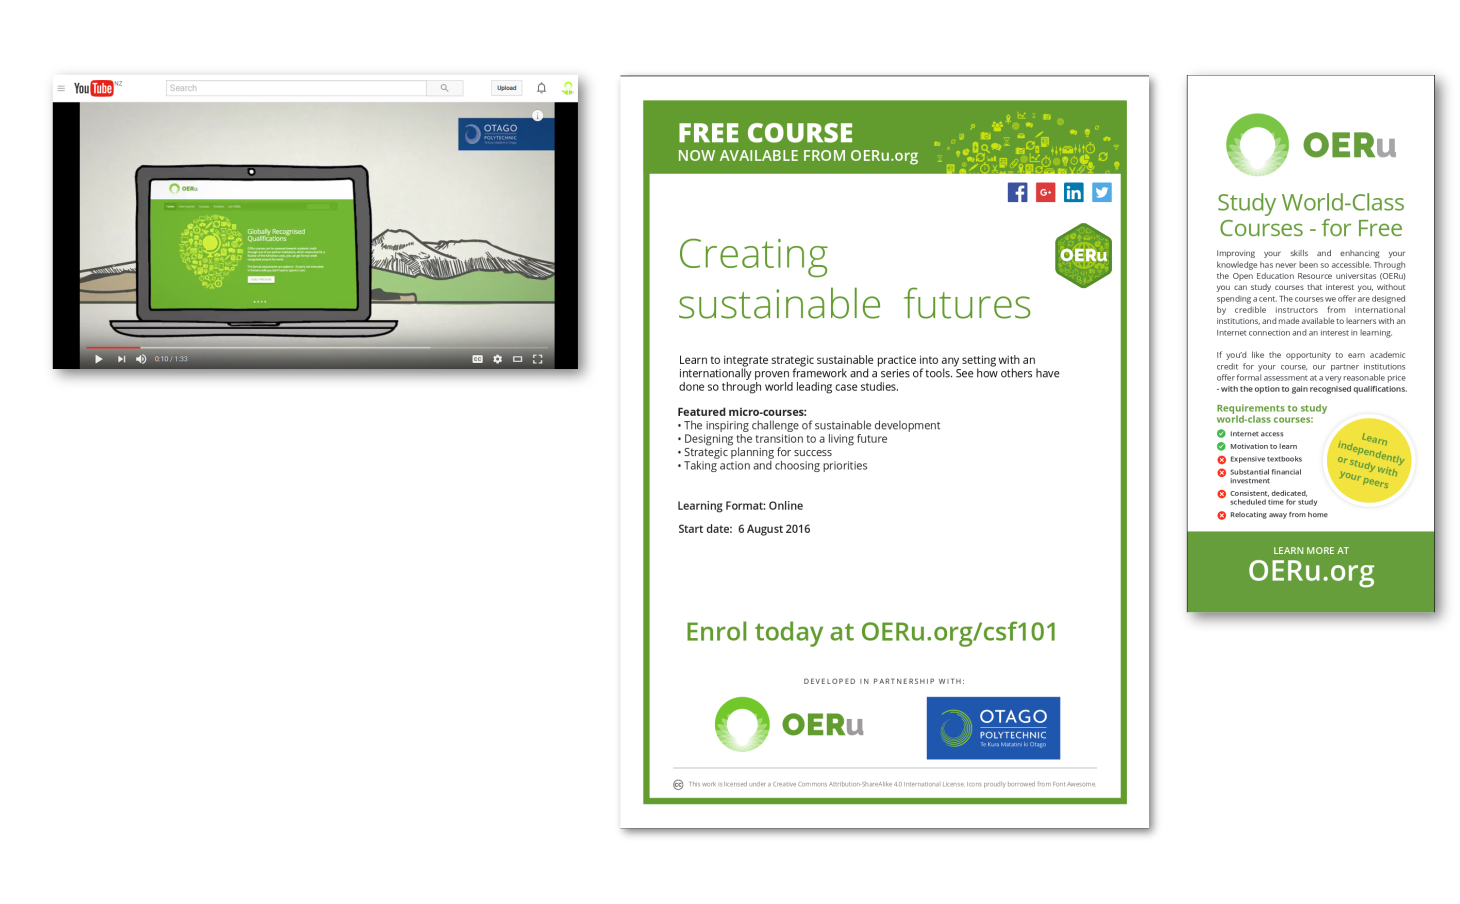 YouTube NZ
Search
Upload
OTAGO
POLYTECHNIC
Te Kura Matatini ki Otago
OERu
Globally Recognised
Qualifications
0:10 / 1:33
CC
FREE COURSE
NOW AVAILABLE FROM OERu.org
Creating
sustainable futures
OERu
Learn to integrate strategic sustainable practice into any setting with an
internationally proven framework and a series of tools. See how others have
done so through world leading case studies.
Featured micro-courses:
• The inspiring challenge of sustainable development
• Designing the transition to a living future
• Strategic planning for success
• Taking action and choosing priorities
Learning Format: Online
Start date: 6 August 2016
Enrol today at OERu.org/csf101
DEVELOPED IN PARTNERSHIP WITH:
OERu
OTAGO
POLYTECHNIC
Te Kura Matatini ki Otago
cc This work is licensed under a Creative Commons Attribution-ShareAlike 4.0 International License. Icons proudly borrowed from Font Awesome.
OERu
Study World-Class
Courses - for Free
Improving your skills and enhancing your
knowledge has never been so accessible. Through
the Open Education Resource universitas (OERu)
you can study courses that interest you, without
spending a cent. The courses we offer are designed
by credible instructors from international
institutions, and made available to learners with an
Internet connection and an interest in learning.
If you'd like the opportunity to earn academic
credit for your course, our partner institutions
offer formal assessment at a very reasonable price
- with the option to gain recognised qualifications.
Requirements to study
world-class courses:
Internet access
Motivation to learn
Expensive textbooks
Substantial financial
investment
Consistent, dedicated,
scheduled time for study
Relocating away from home
Learn
independently
or study with
your peers
LEARN MORE AT
OERu.org